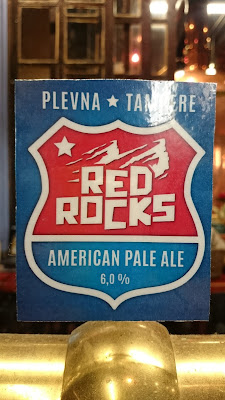 PLEVNA ★ TAMPERE
RED
ROCKS
AMERICAN PALE ALE
6,0 %